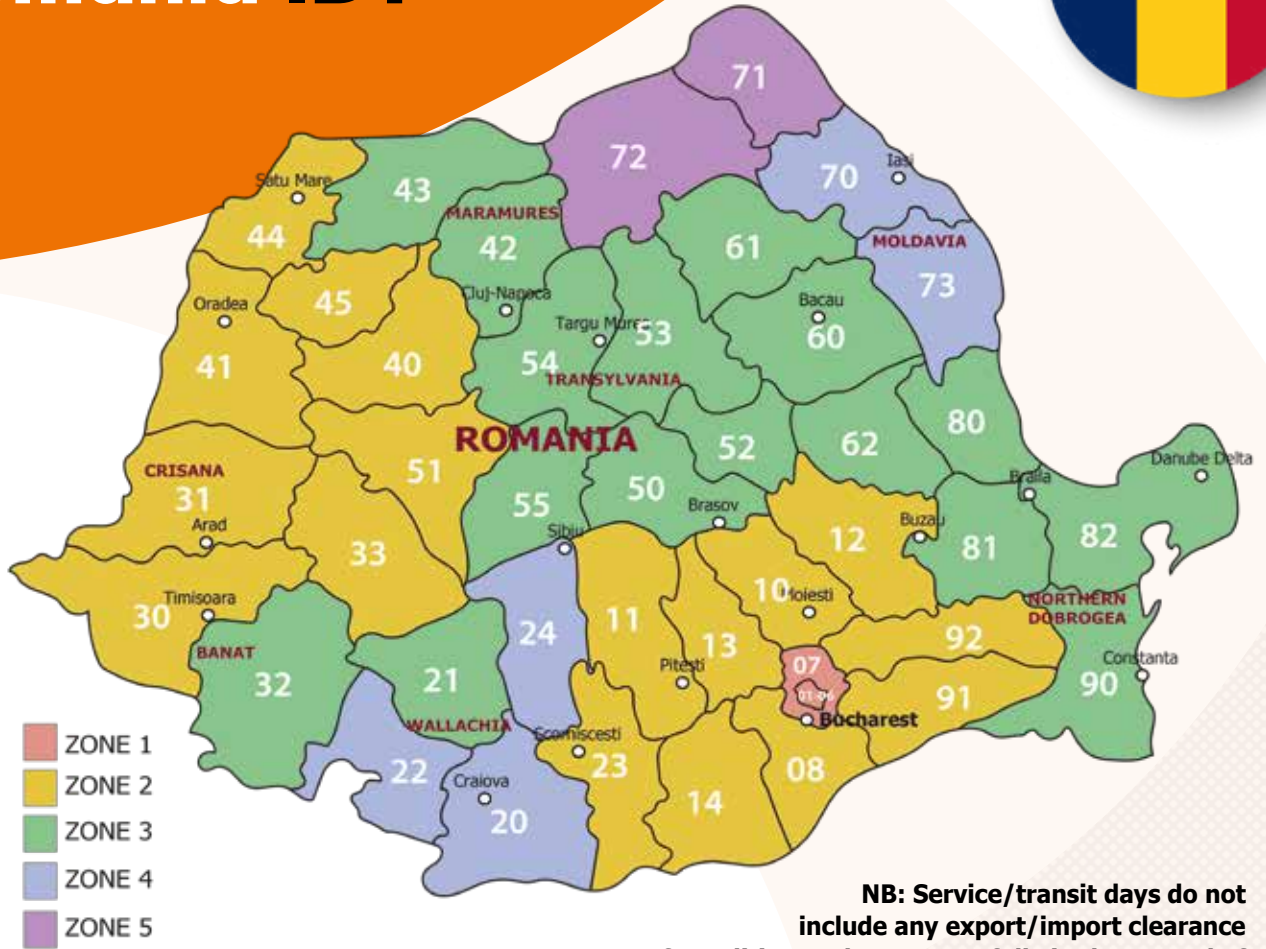 71
72
Iasi
70
Satu Mare
43
MARAMURES
44
42
61
MOLDAVIA
73
Oradea
45
Cluj-Napoca
Bacau
Targu Mures
53
60
41
40
54
TRANSYLVANIA
80
ROMANIA
52
62
CRISANA
51
Danube Delta
31
50
Braila
55
Brasov
Arad
Sibiu
Buzau
33
12
81
82
30
Timisoara
10
Moiesti
NORTHERN
DOBROGEA
11
24
13
92
BANAT
Constanta
32
21
Pitesti
07
01-06
91
90
WALLACHIA
Bucharest
Scorniscesti
23
08
22
Craiova
20
14
ZONE 1
ZONE 2
ZONE 3
ZONE 4
ZONE 5
NB: Service/transit days do not
include any export/import clearance